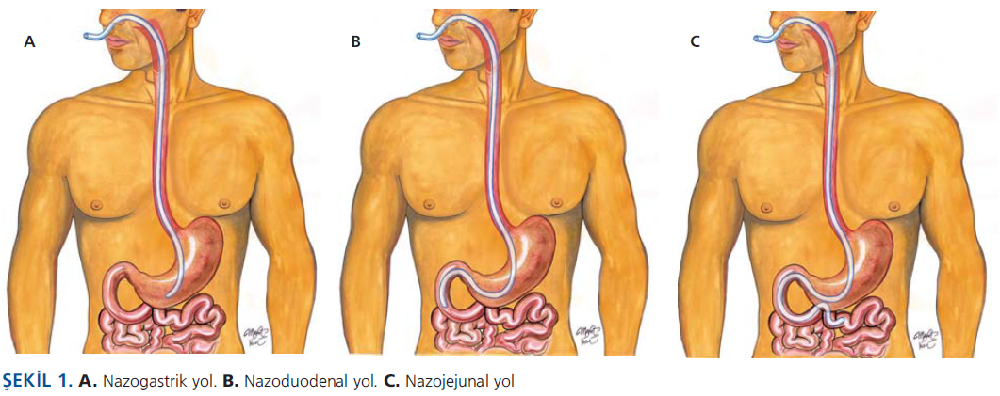 A
B
C
ŞEKİL 1. A. Nazogastrik yol. B. Nazoduodenal yol. C. Nazojejunal yol